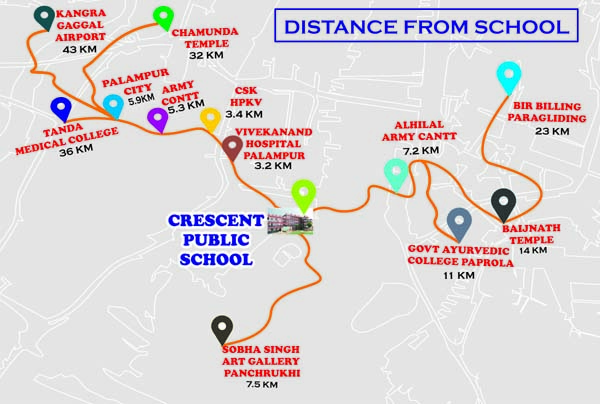 DISTANCE FROM SCHOOL
KANGRA
GAGGAL
AIRPORT
43 KM
CHAMUNDA
TEMPLE
32 KM
PALAMPUR
CITY
5.9KM
ARMY
CONTT
5.3 KM
CSK
HPKV
3.4 KM
TANDA
MEDICAL COLLEGE
36 KM
VIVEKANAND
HOSPITAL
PALAMPUR
3.2 KM
BIR BILLING
PARAGLIDING
23 KM
ALHILAL
ARMY CANTT
7.2 KM
CRESCENT
PUBLIC
SCHOOL
BAIJNATH
TEMPLE
14 KM
GOVT AYURVEDIC
COLLEGE PAPROLA
11 KM
SOBHA SINGH
ART GALLERY
PANCHRUKHI
7.5 KM